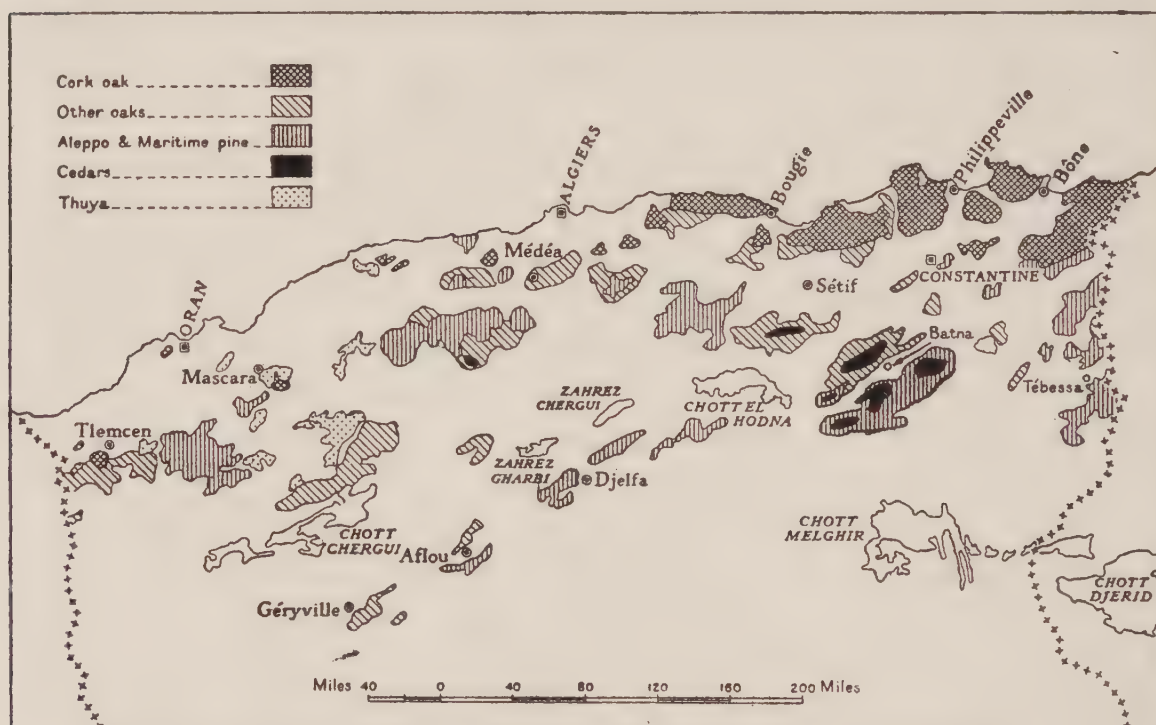 Cork oak
Other oaks
Aleppo & Maritime pine
Cedars
Thuya
ORAN
ALGIERS
Bougie
Philippeville
Bône
Médéa
Sétif
CONSTANTINE
Mascara
Batna
Tlemcen
Tébessa
ZAHREZ
CHERGUI
CHOTT EL
HODNA
ZAHREZ
GHARBI
Djelfa
CHOTT
CHERGUI
Aflou
CHOTT
MELGHIR
CHOTT
DJERID
Géryville
Miles 40 0 40 80 120 160 200 Miles